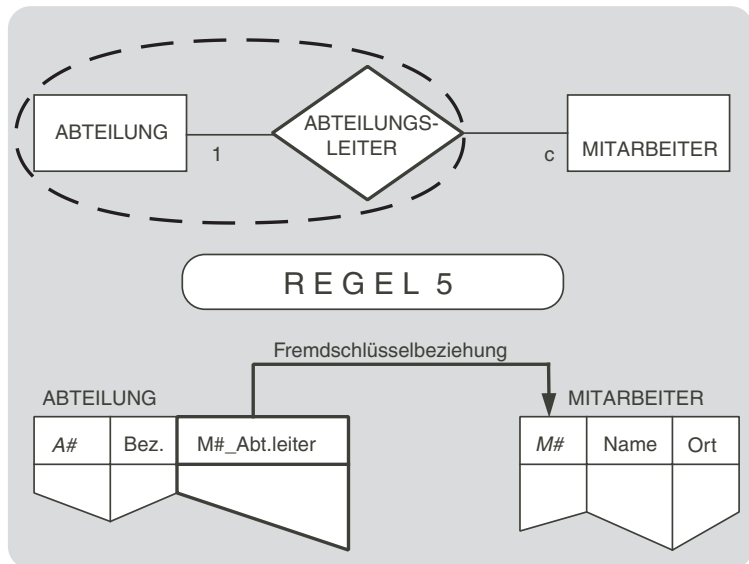 ABTEILUNG
1
ABTEILUNGS-
LEITER
c
MITARBEITER
REGEL 5
Fremdschlüsselbeziehung
ABTEILUNG
MITARBEITER
A# Bez. M#_Abt.leiter
M# Name Ort